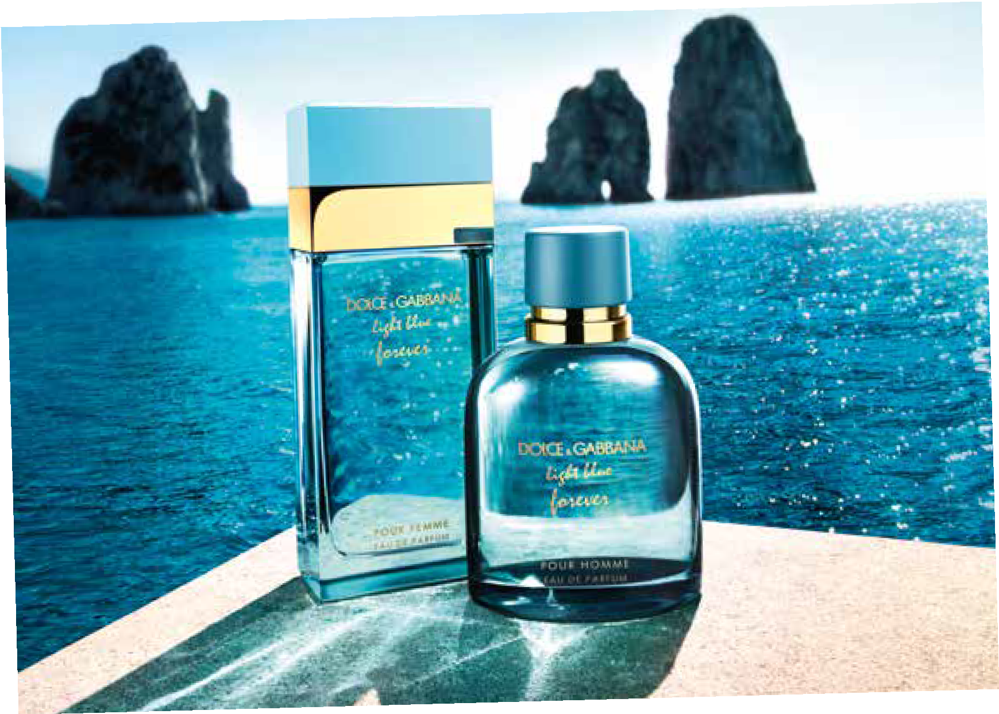 DOLCE & GABBANA
light blue
forever
POUR FEMME
EAU DE PARFUM
DOLCE & GABBANA
light blue
forever
POUR HOMME
EAU DE PARFUM